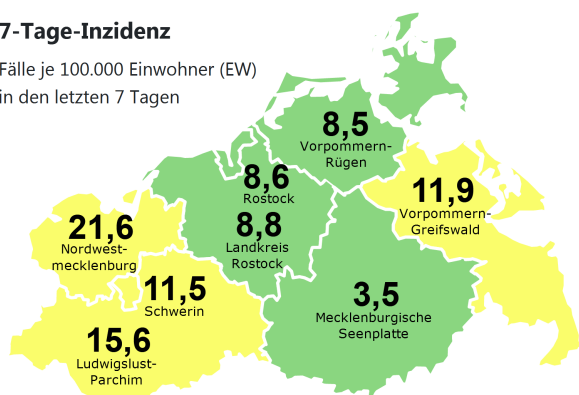 7-Tage-Inzidenz
Fälle je 100.000 Einwohner (EW)
in den letzten 7 Tagen
8,5
Vorpommern-
Rügen
8,6
Rostock
8,8
Landkreis
Rostock
11,9
Vorpommern-
Greifswald
21,6
Nordwest-
mecklenburg
11,5
Schwerin
3,5
Mecklenburgische
Seenplatte
15,6
Ludwigslust-
Parchim